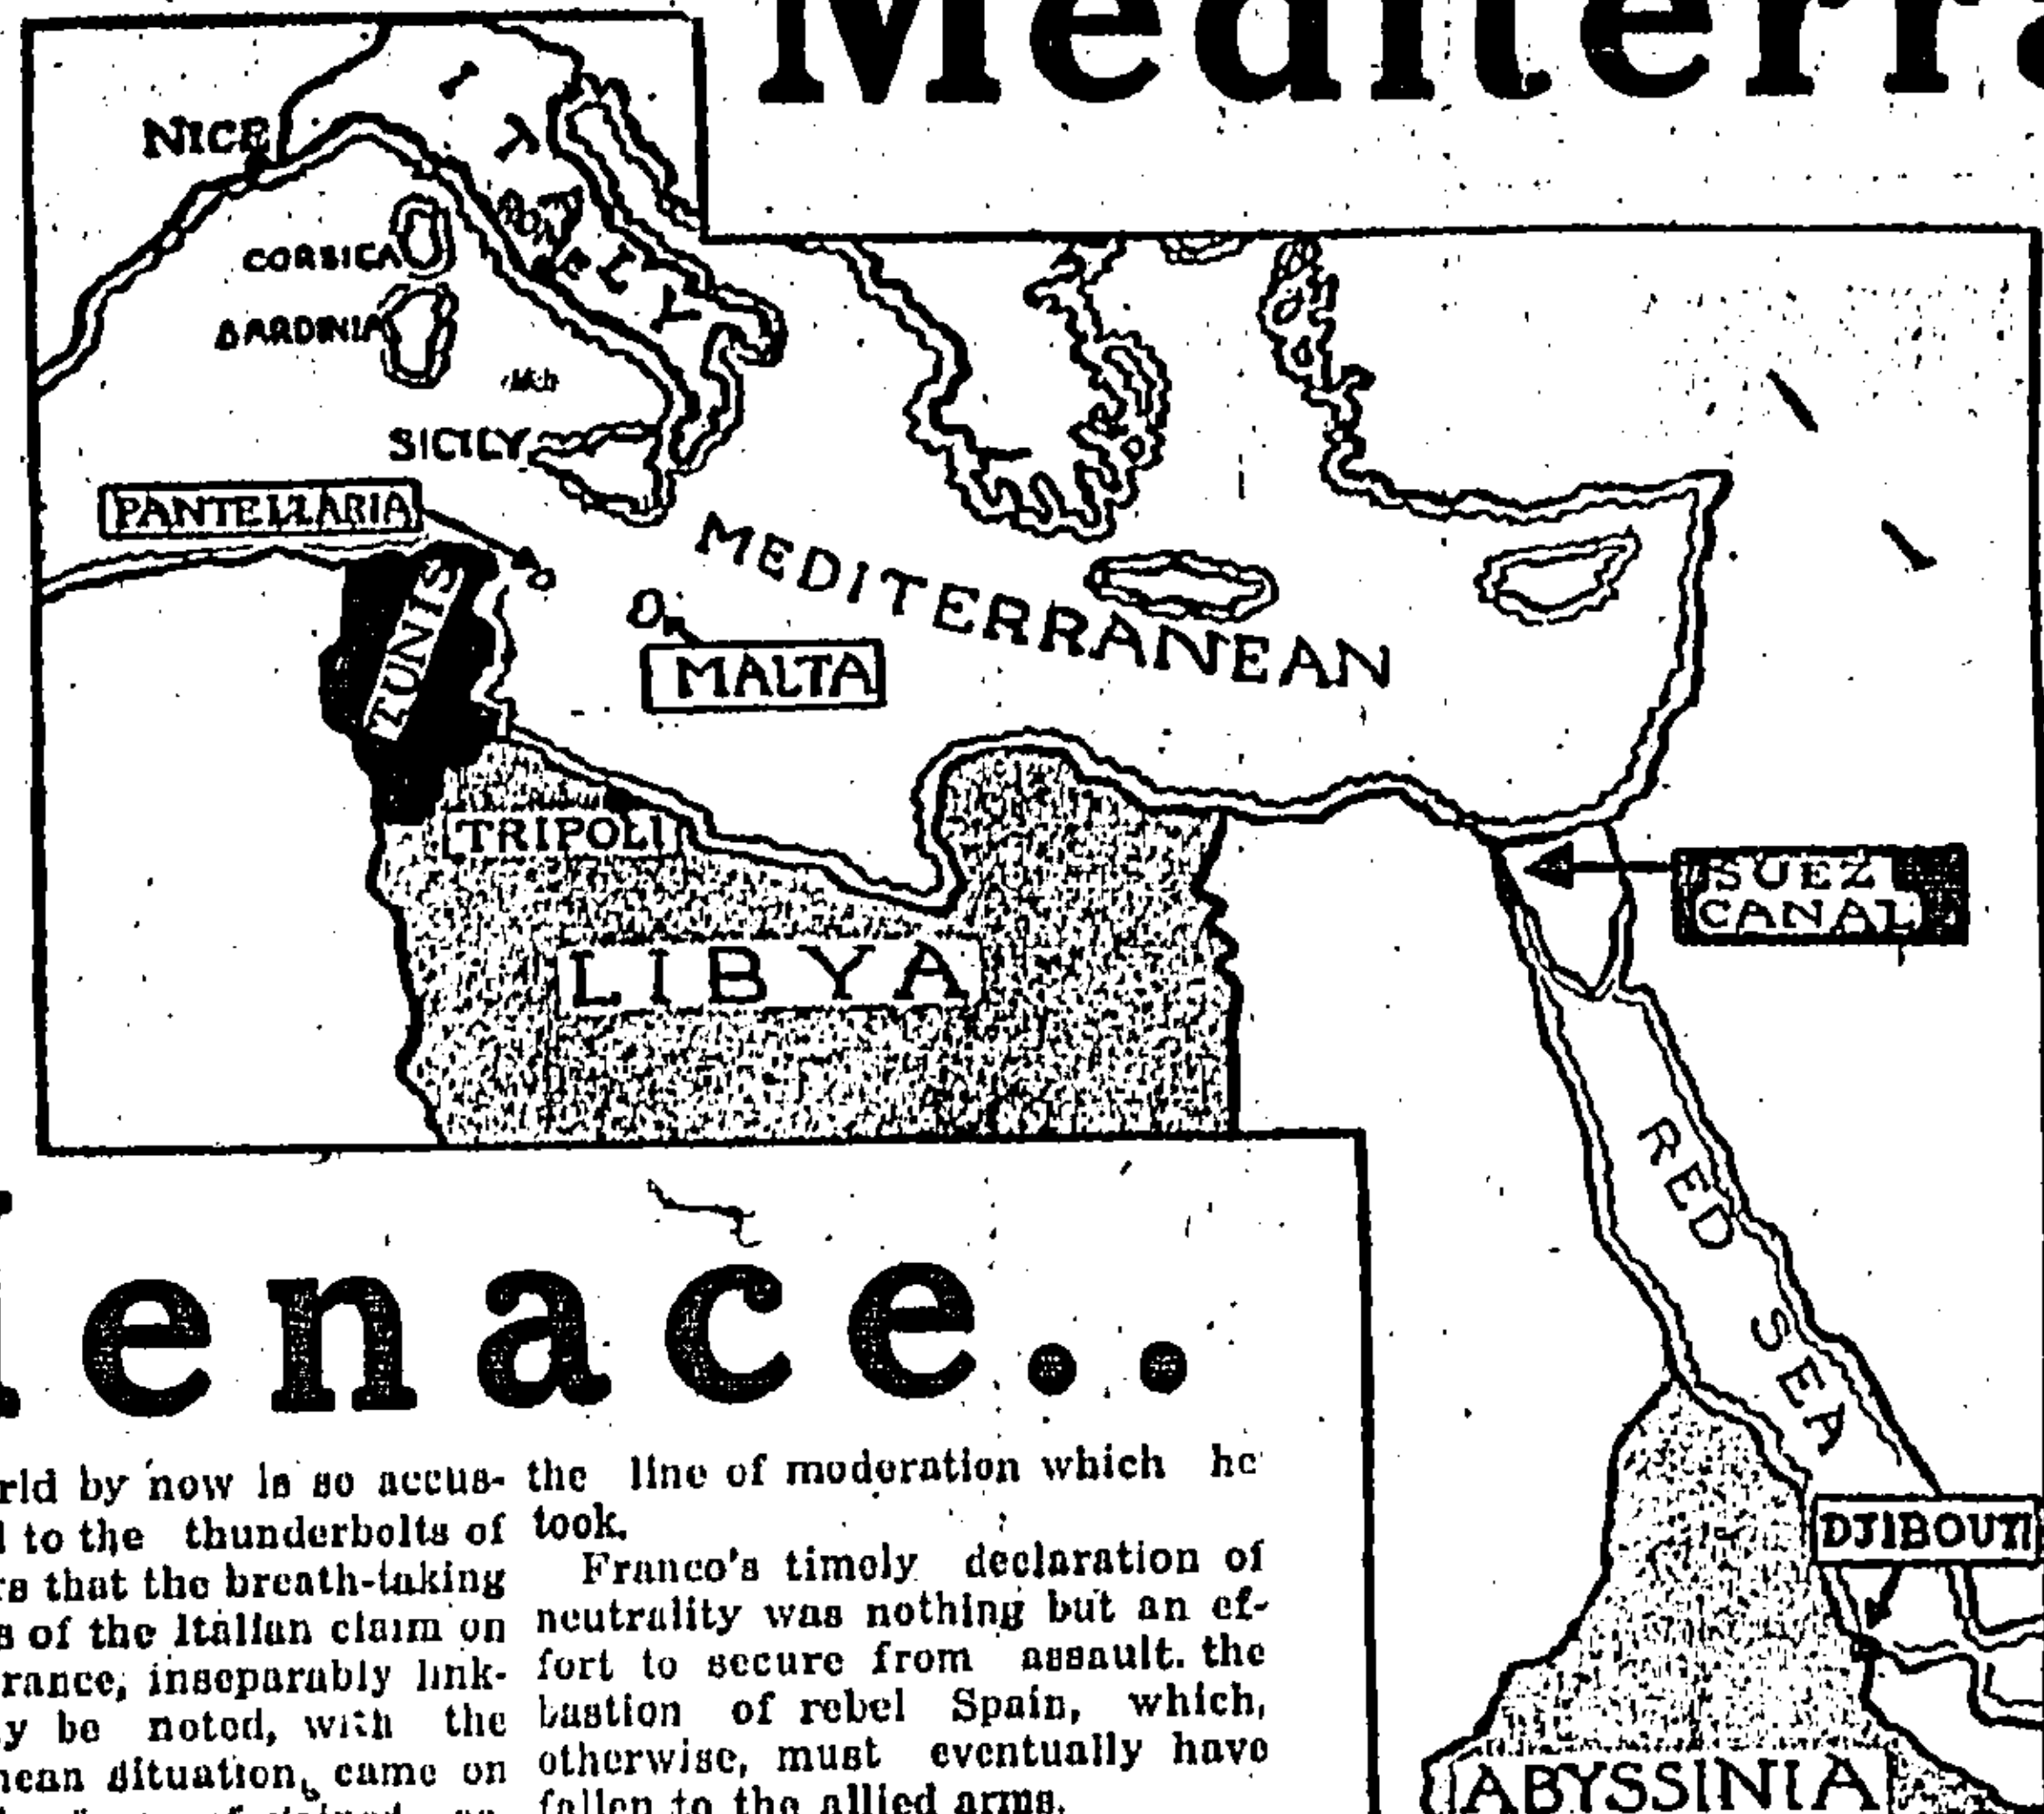 Mediterra
NICE
ITALY
ROME
CORSICA
SARDINIA
SICILY
PANTELLARIA
TUNIS
MEDITERRANEAN
MALTA
TRIPOLI
LIBYA
SUEZ
CANAL
RED SEA
DJIBOUTI
ABYSSINIA
enace..
rld by now is so accus-
to the thunderbolts of
rs that the breath-taking
s of the Italian claim on
rance, inseparably link-
y be noted, with the
nean situation, came on
the line of moderation which he
took.
Franco's timely declaration of
neutrality was nothing but an ef-
fort to secure from assault. the
bastion of rebel Spain, which,
otherwise, must eventually have
fallen to the allied arms.